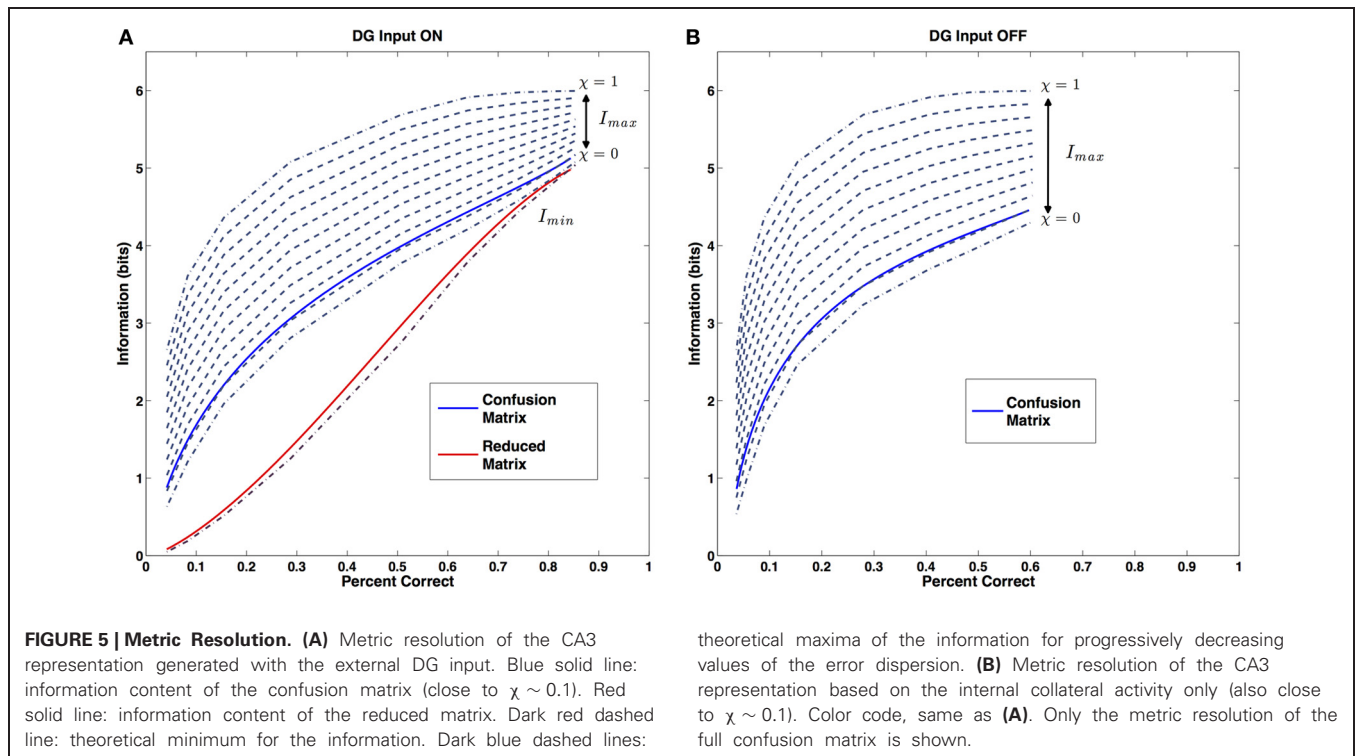 A
DG Input ON
Information (bits)
6
5
4
3
2
1
0
0 0.1 0.2 0.3 0.4 0.5 0.6 0.7 0.8 0.9 1
Percent Correct
χ = 1
I_max
χ = 0
I_min
Confusion
Matrix
Reduced
Matrix
B
DG Input OFF
Information (bits)
6
5
4
3
2
1
0
0 0.1 0.2 0.3 0.4 0.5 0.6 0.7 0.8 0.9 1
Percent Correct
χ = 1
I_max
χ = 0
Confusion
Matrix
FIGURE 5 | Metric Resolution. (A) Metric resolution of the CA3
representation generated with the external DG input. Blue solid line:
information content of the confusion matrix (close to χ ∼ 0.1). Red
solid line: information content of the reduced matrix. Dark red dashed
line: theoretical minimum for the information. Dark blue dashed lines:
theoretical maxima of the information for progressively decreasing
values of the error dispersion. (B) Metric resolution of the CA3
representation based on the internal collateral activity only (also close
to χ ∼ 0.1). Color code, same as (A). Only the metric resolution of the
full confusion matrix is shown.